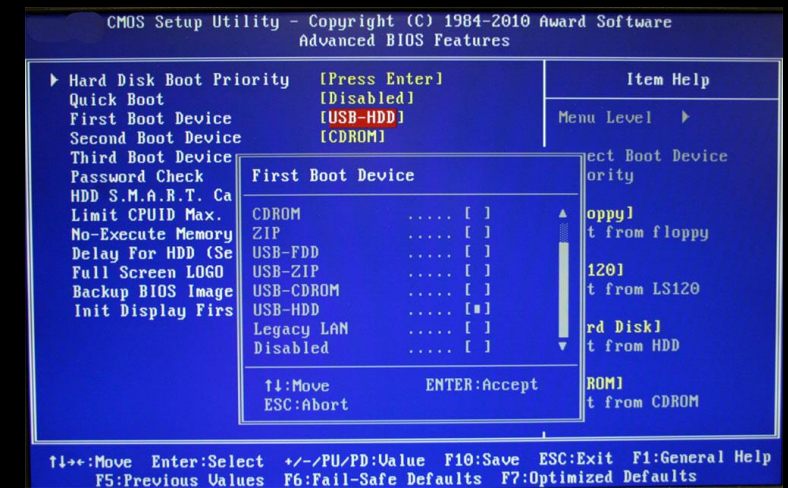 CMOS Setup Utility - Copyright (C) 1984-2010 Award Software
Advanced BIOS Features
Hard Disk Boot Priority [Press Enter]
Quick Boot [Disabled]
First Boot Device [USB-HDD]
Second Boot Device [CDROM]
Third Boot Device
Password Check
HDD S.M.A.R.T. Ca
Limit CPUID Max.
No-Execute Memory
Delay For HDD (Se
Full Screen LOGO
Backup BIOS Image
Init Display Firs
First Boot Device
CDROM ..... [ ]
ZIP ..... [ ]
USB-FDD ..... [ ]
USB-ZIP ..... [ ]
USB-CDROM ..... [ ]
USB-HDD ..... [■]
Legacy LAN ..... [ ]
Disabled ..... [ ]
↑↓:Move ENTER:Accept
ESC:Abort
Item Help
Menu Level ▶
ect Boot Device
ority
oppy]
t from floppy
120]
t from LS120
rd Disk]
t from HDD
ROM]
t from CDROM
↑↓→←:Move Enter:Select +/-/PU/PD:Value F10:Save ESC:Exit F1:General Help
F5:Previous Values F6:Fail-Safe Defaults F7:Optimized Defaults